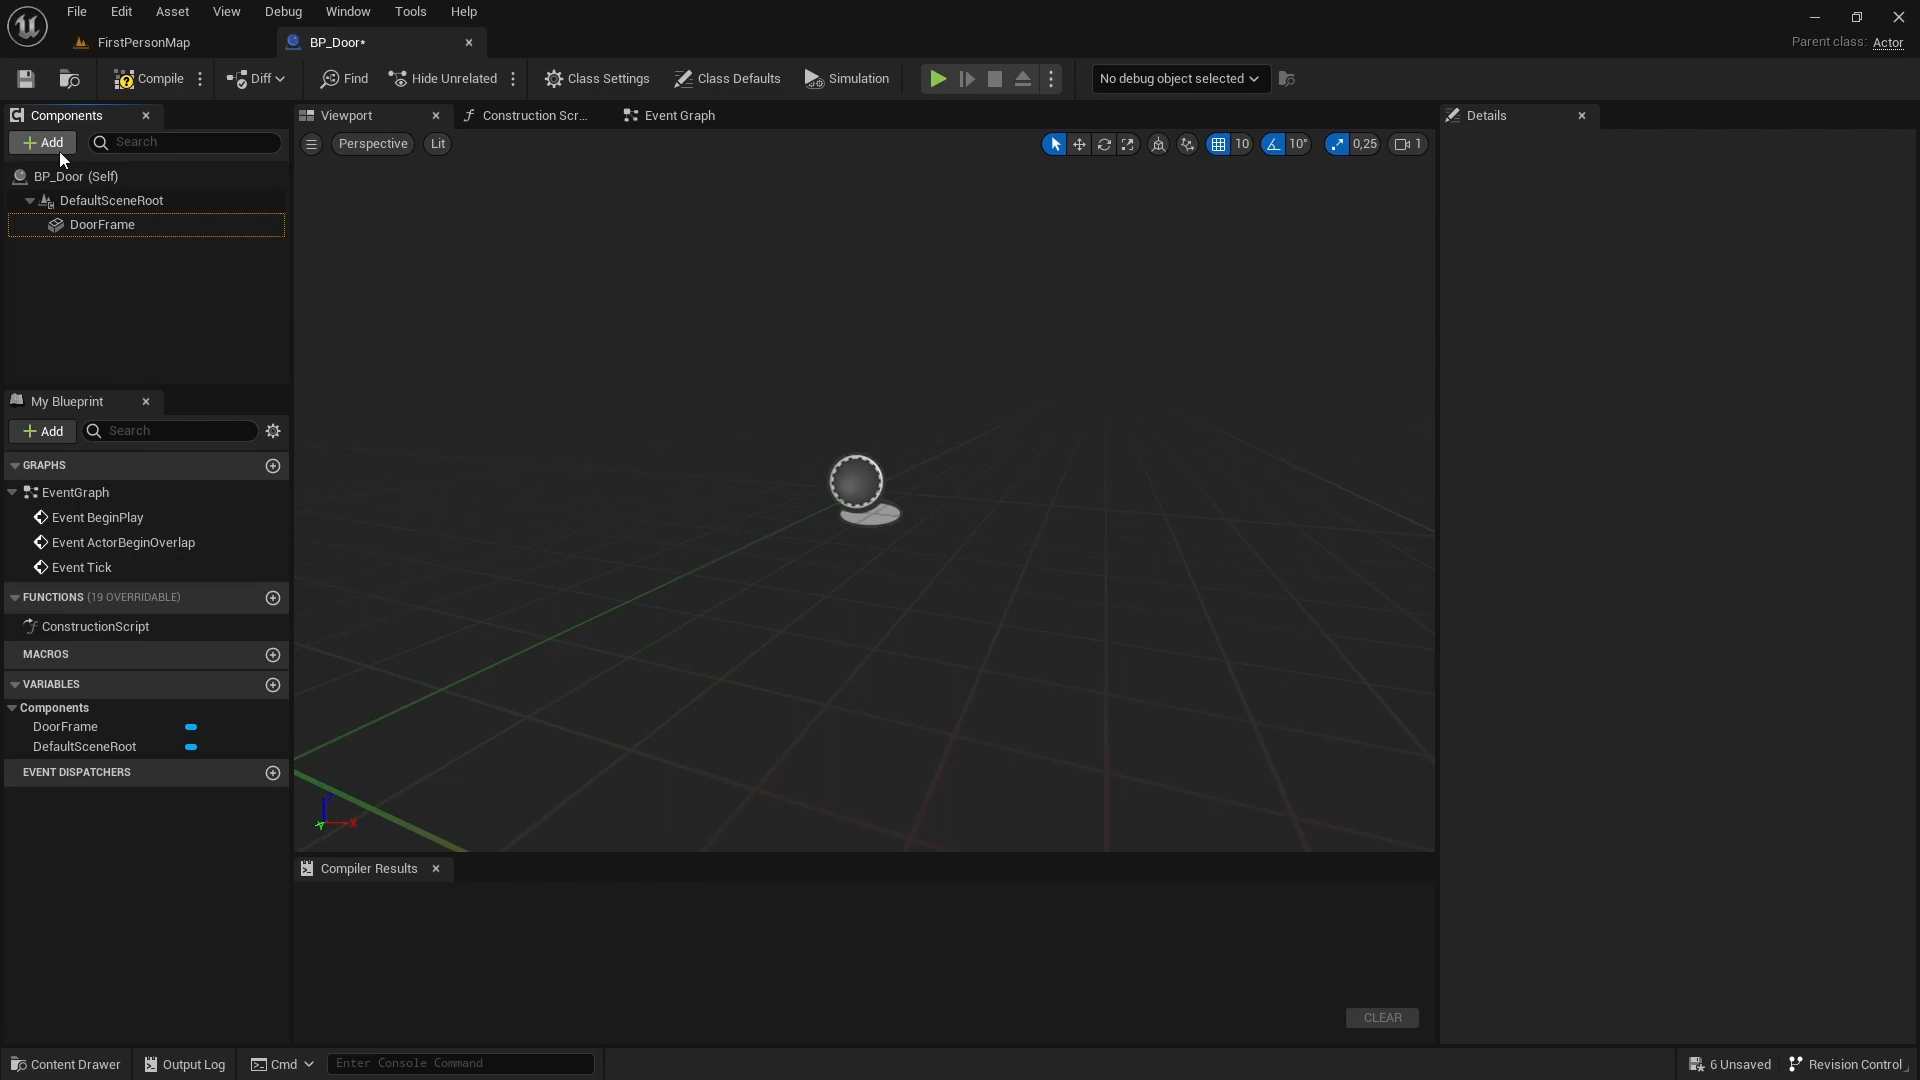 File Edit Asset View Debug Window Tools Help
FirstPersonMap BP_Door*
Parent class: Actor
Compile Diff Find Hide Unrelated Class Settings Class Defaults Simulation No debug object selected
Components Viewport Construction Scr... Event Graph Details
Add Search Perspective Lit 10 10° 0,25 1
BP_Door (Self)
DefaultSceneRoot
DoorFrame
My Blueprint
Add Search
GRAPHS
EventGraph
Event BeginPlay
Event ActorBeginOverlap
Event Tick
FUNCTIONS (19 OVERRIDABLE)
ConstructionScript
MACROS
VARIABLES
Components
DoorFrame
DefaultSceneRoot
EVENT DISPATCHERS
Z
Y X
Compiler Results
CLEAR
Content Drawer Output Log Cmd Enter Console Command 6 Unsaved Revision Control